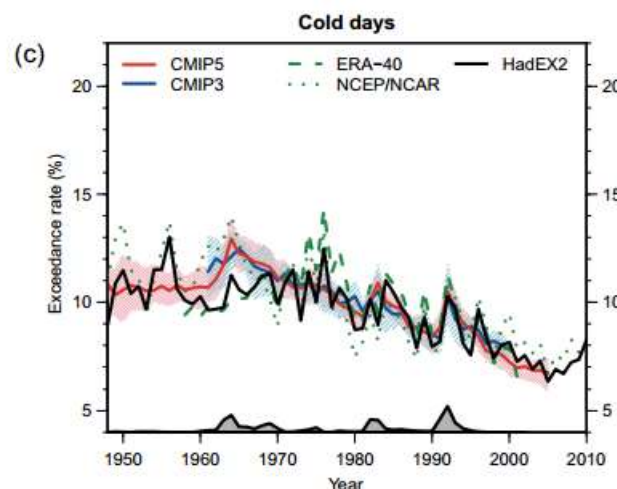 Cold days
(c)
CMIP5
CMIP3
ERA−40
NCEP/NCAR
HadEX2
Exceedance rate (%)
20
15
10
5
20
15
10
5
1950 1960 1970 1980 1990 2000 2010
Year